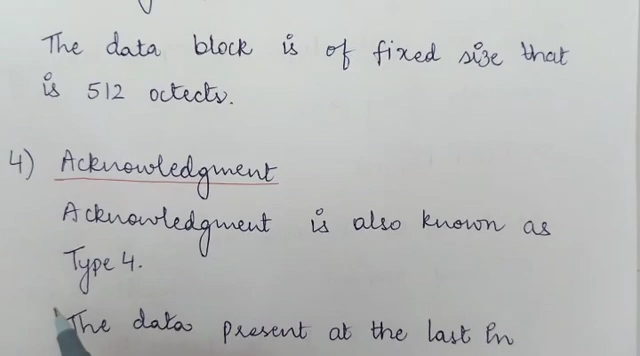 The data block is of fixed size that
is 512 octects.
4) Acknowledgment
Acknowledgment is also known as
Type 4.
The data present at the last in